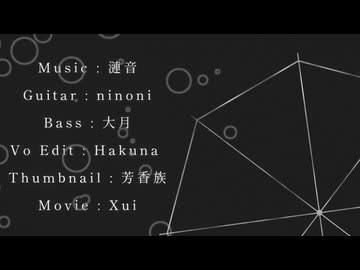 Music : 漣音
Guitar : ninoni
Bass : 大月
Vo Edit : Hakuna
Thumbnail : 芳香族
Movie : Xui